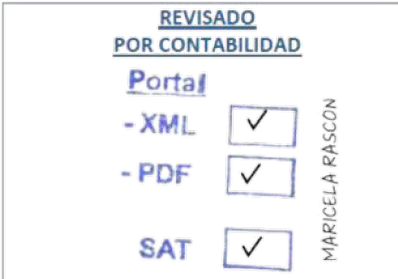 REVISADO
POR CONTABILIDAD
Portal
- XML ✓
- PDF ✓
SAT ✓
MARICELA RASCON